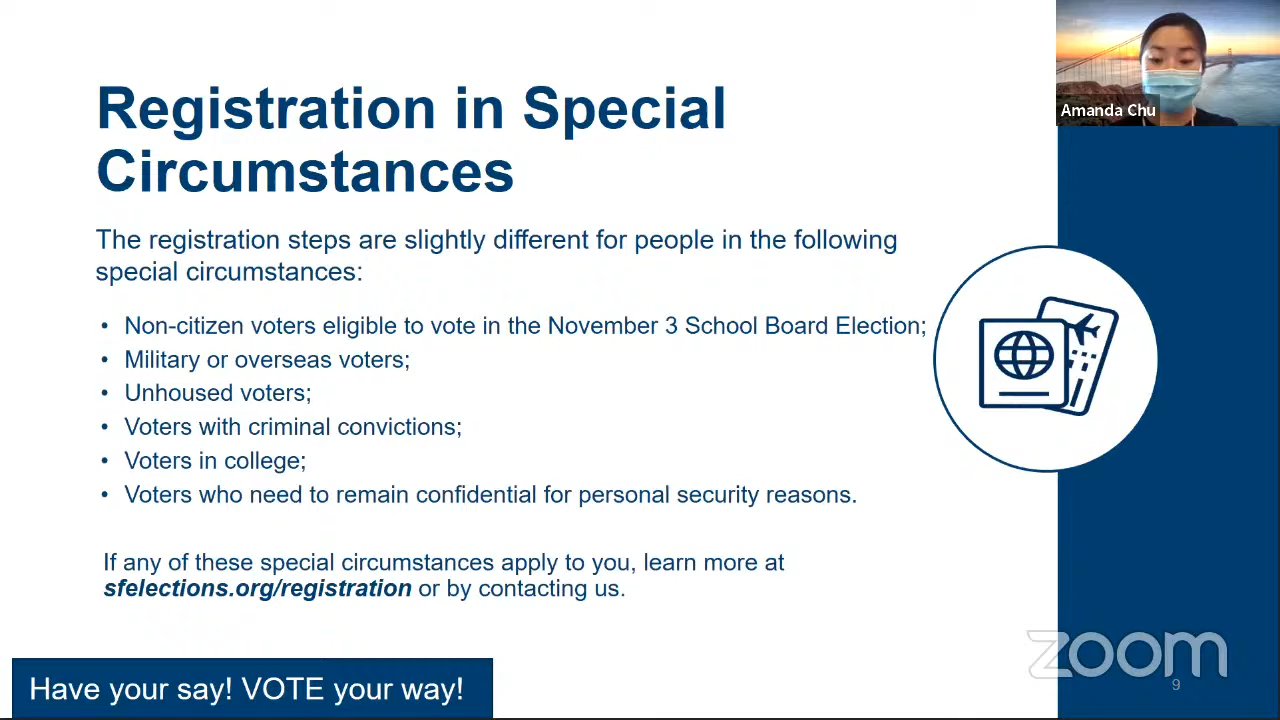 Registration in Special
Circumstances
The registration steps are slightly different for people in the following
special circumstances:
• Non-citizen voters eligible to vote in the November 3 School Board Election;
• Military or overseas voters;
• Unhoused voters;
• Voters with criminal convictions;
• Voters in college;
• Voters who need to remain confidential for personal security reasons.
If any of these special circumstances apply to you, learn more at
sfelections.org/registration or by contacting us.
Have your say! VOTE your way!
Amanda Chu
zoom
9